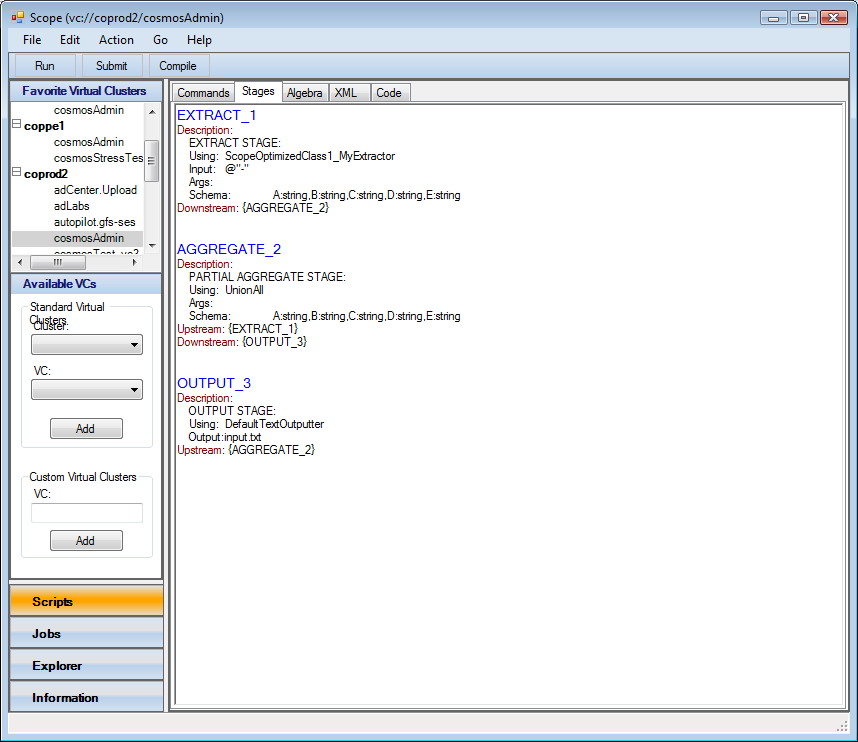 Scope (vc://coprod2/cosmosAdmin)
File Edit Action Go Help
Run Submit Compile
Favorite Virtual Clusters
cosmosAdmin
coppe1
cosmosAdmin
cosmosStressTes
coprod2
adCenter.Upload
adLabs
autopilot.gfs-ses
cosmosAdmin
Available VCs
Standard Virtual
Clusters
Cluster:
VC:
Add
Custom Virtual Clusters
VC:
Add
Scripts
Jobs
Explorer
Information
Commands Stages Algebra XML Code
EXTRACT_1
Description:
EXTRACT STAGE:
Using: ScopeOptimizedClass1_MyExtractor
Input: @"-"
Args:
Schema: A:string,B:string,C:string,D:string,E:string
Downstream: {AGGREGATE_2}
AGGREGATE_2
Description:
PARTIAL AGGREGATE STAGE:
Using: UnionAll
Args:
Schema: A:string,B:string,C:string,D:string,E:string
Upstream: {EXTRACT_1}
Downstream: {OUTPUT_3}
OUTPUT_3
Description:
OUTPUT STAGE:
Using: DefaultTextOutputter
Output:input.txt
Upstream: {AGGREGATE_2}